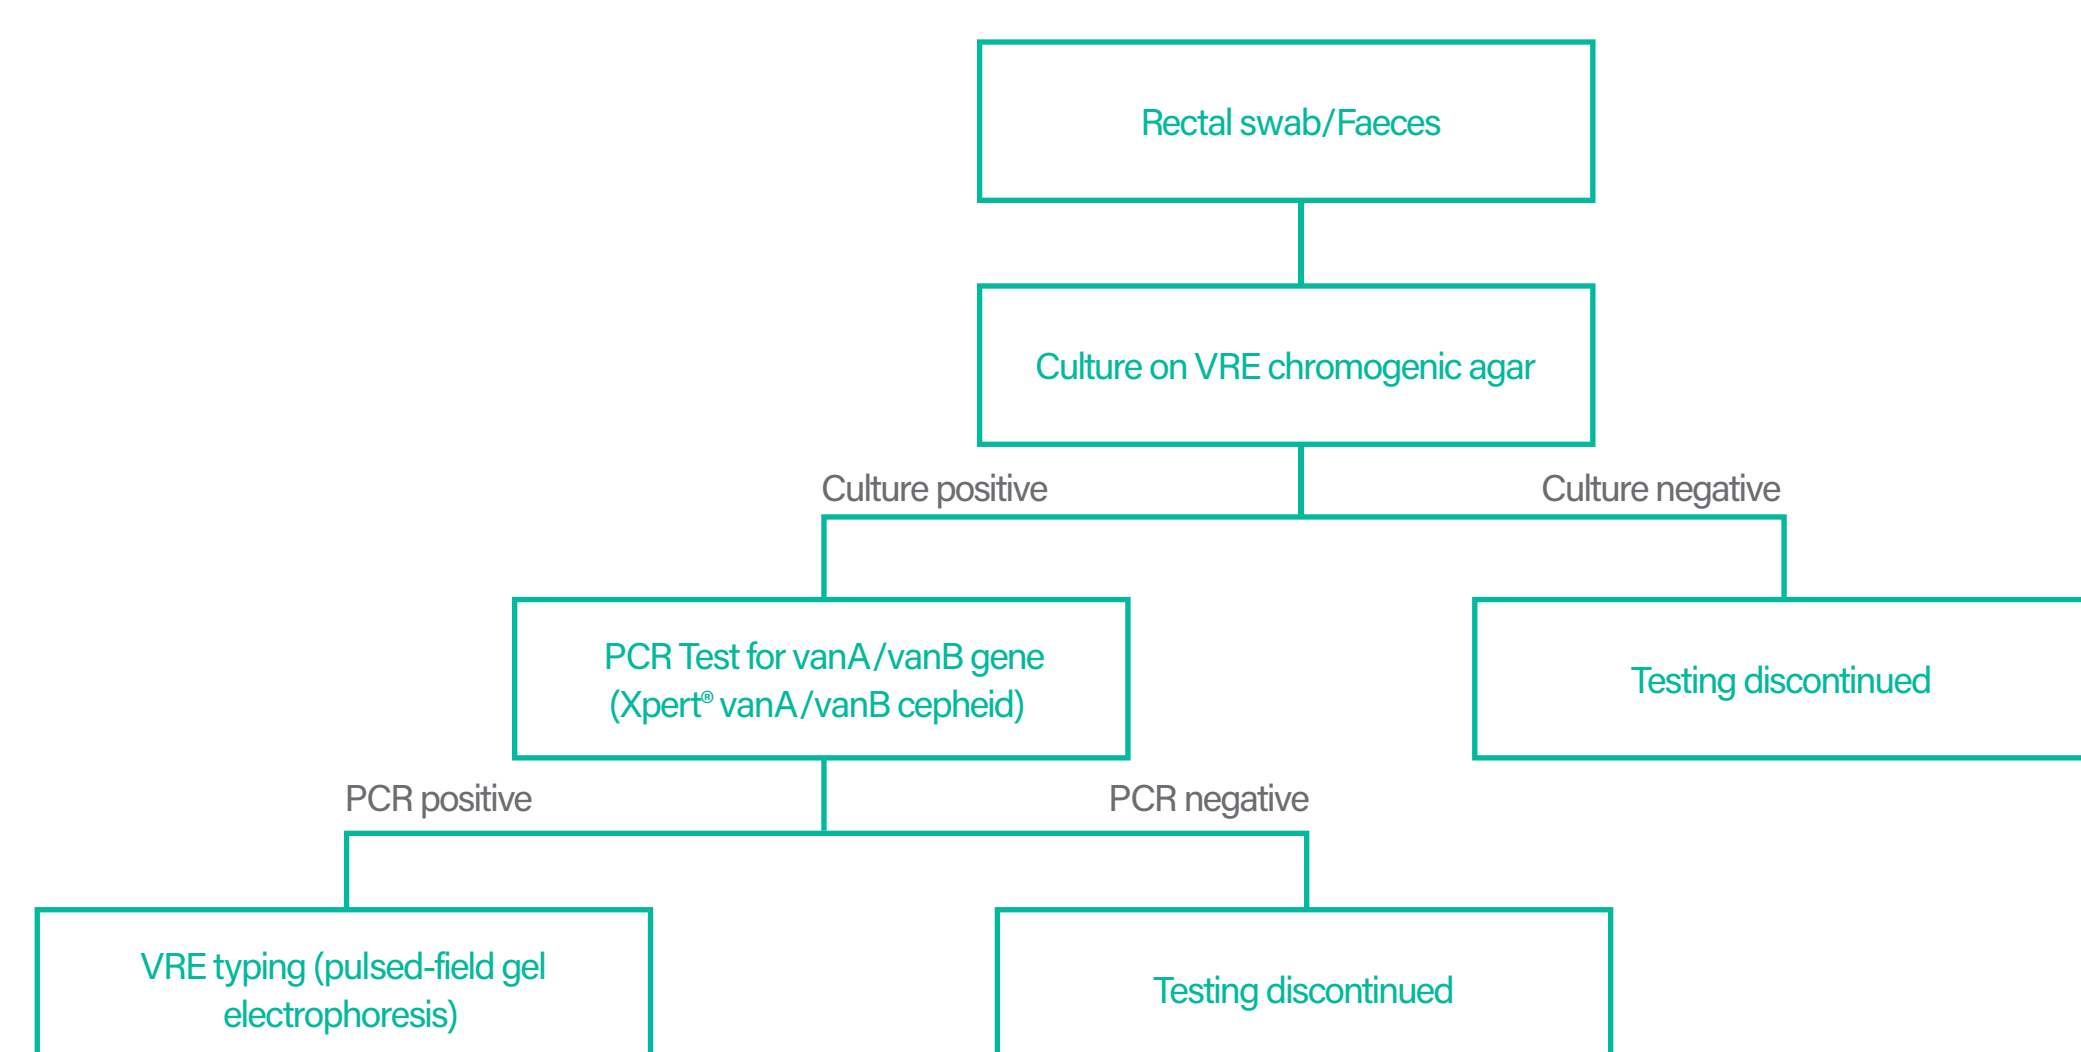 Rectal swab/Faeces
Culture on VRE chromogenic agar
Culture positive
Culture negative
PCR Test for vanA/vanB gene
(Xpert® vanA/vanB cepheid)
Testing discontinued
PCR positive
PCR negative
VRE typing (pulsed-field gel
electrophoresis)
Testing discontinued